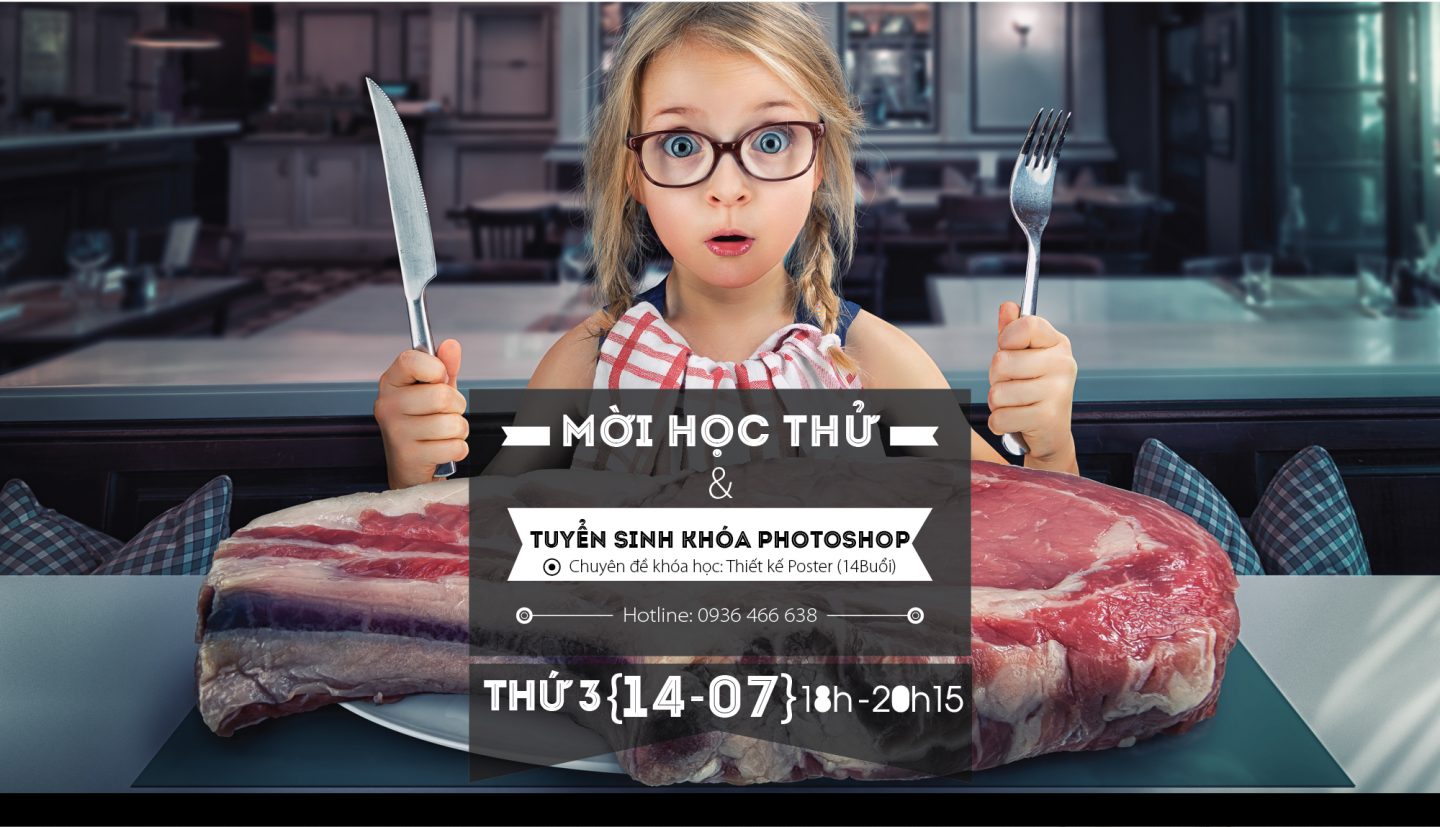 MỜI HỌC THỬ
&
TUYỂN SINH KHÓA PHOTOSHOP
Chuyên đề khóa học: Thiết kế Poster (14Buổi)
Hotline: 0936 466 638
THỨ 3 {14-07} 18h-20h15